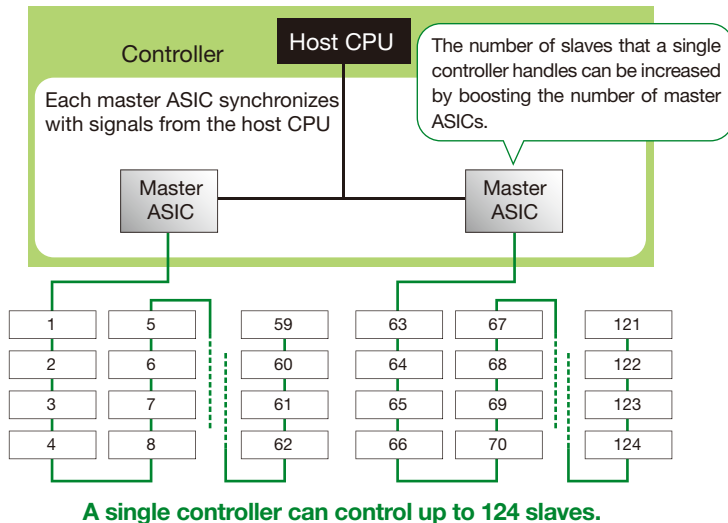 Host CPU
Controller
The number of slaves that a single
controller handles can be increased
by boosting the number of master
ASICs.
Each master ASIC synchronizes
with signals from the host CPU
Master
ASIC
Master
ASIC
1 5 59 63 67 121
2 6 60 64 68 122
3 7 61 65 69 123
4 8 62 66 70 124
A single controller can control up to 124 slaves.